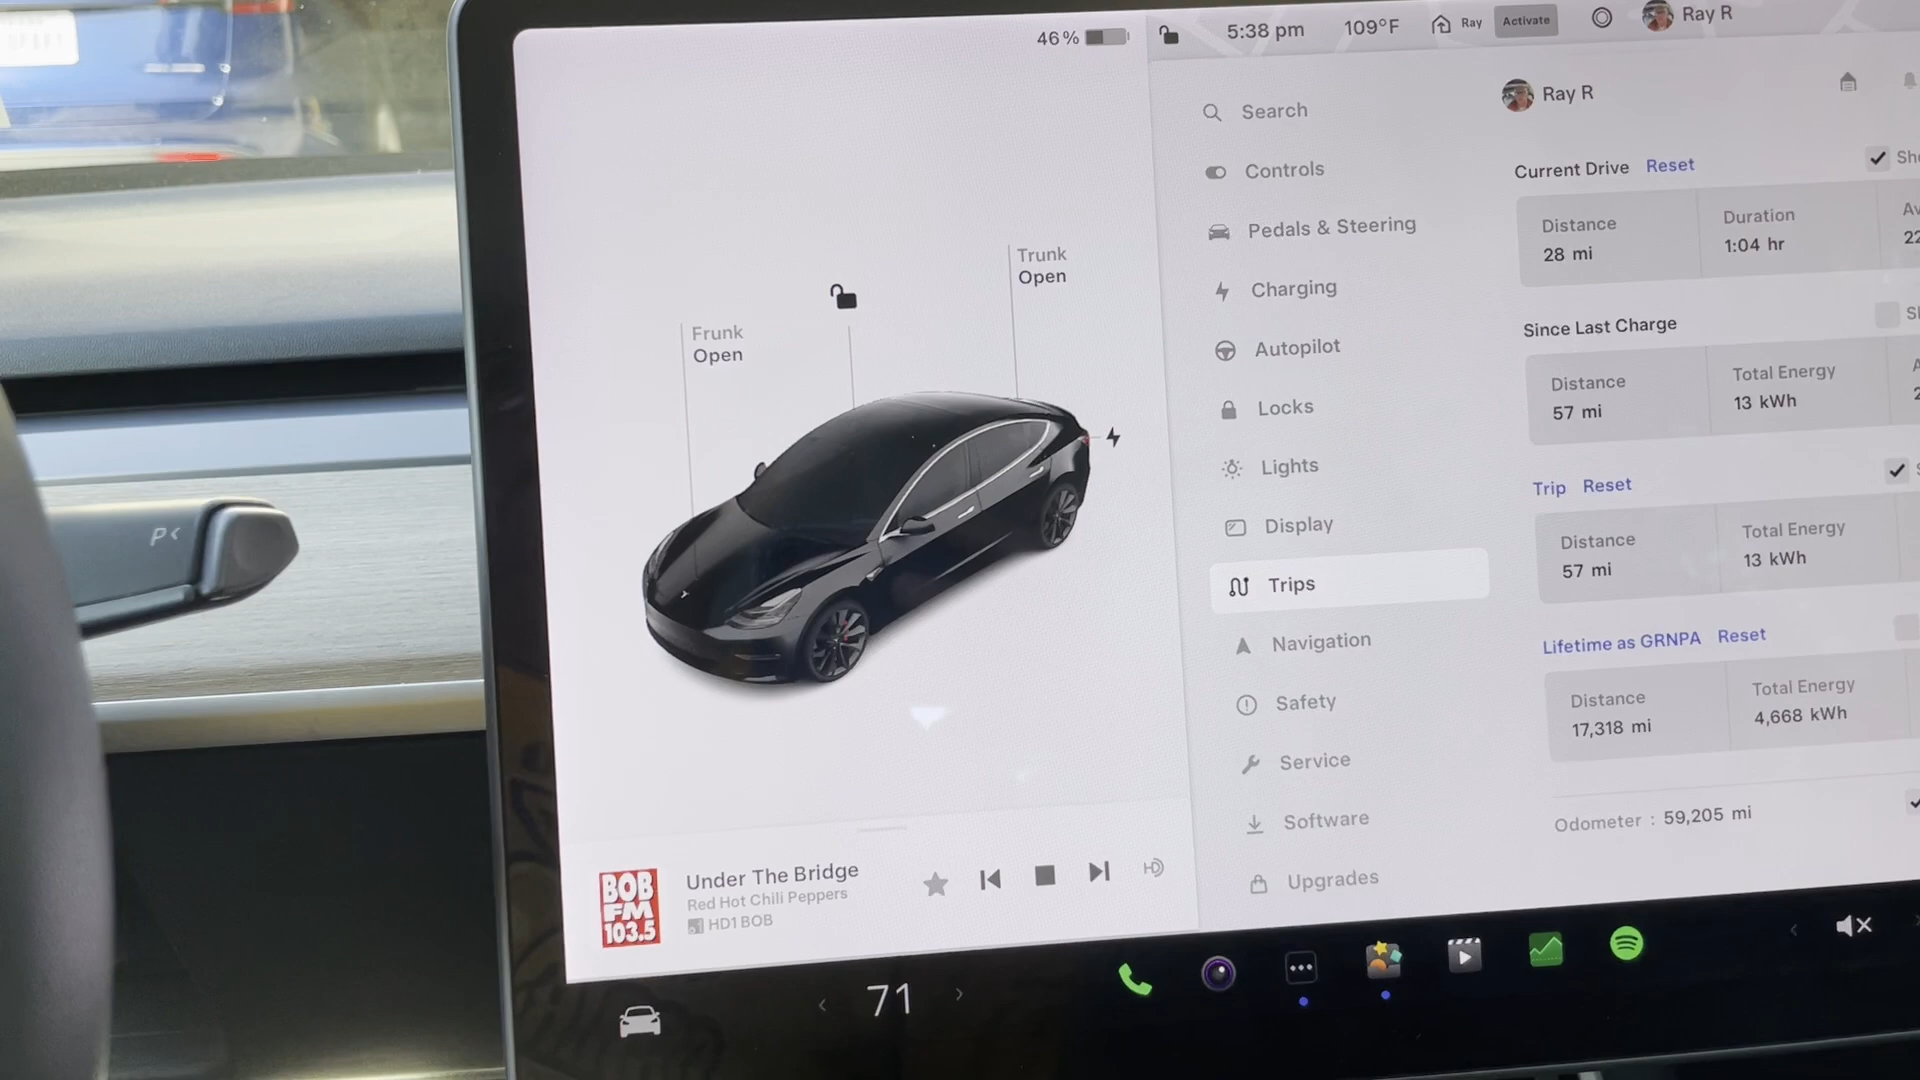 46%
5:38 pm
109°F
Ray
Activate
Ray R
Search
Controls
Pedals & Steering
Charging
Autopilot
Locks
Lights
Display
Trips
Navigation
Safety
Service
Software
Upgrades
Ray R
Current Drive Reset
Distance
28 mi
Duration
1:04 hr
Since Last Charge
Distance
57 mi
Total Energy
13 kWh
Trip Reset
Distance
57 mi
Total Energy
13 kWh
Lifetime as GRNPA Reset
Distance
17,318 mi
Total Energy
4,668 kWh
Odometer : 59,205 mi
Frunk
Open
Trunk
Open
P
BOB
FM
103.5
Under The Bridge
Red Hot Chili Peppers
HD1 BOB
HD
71